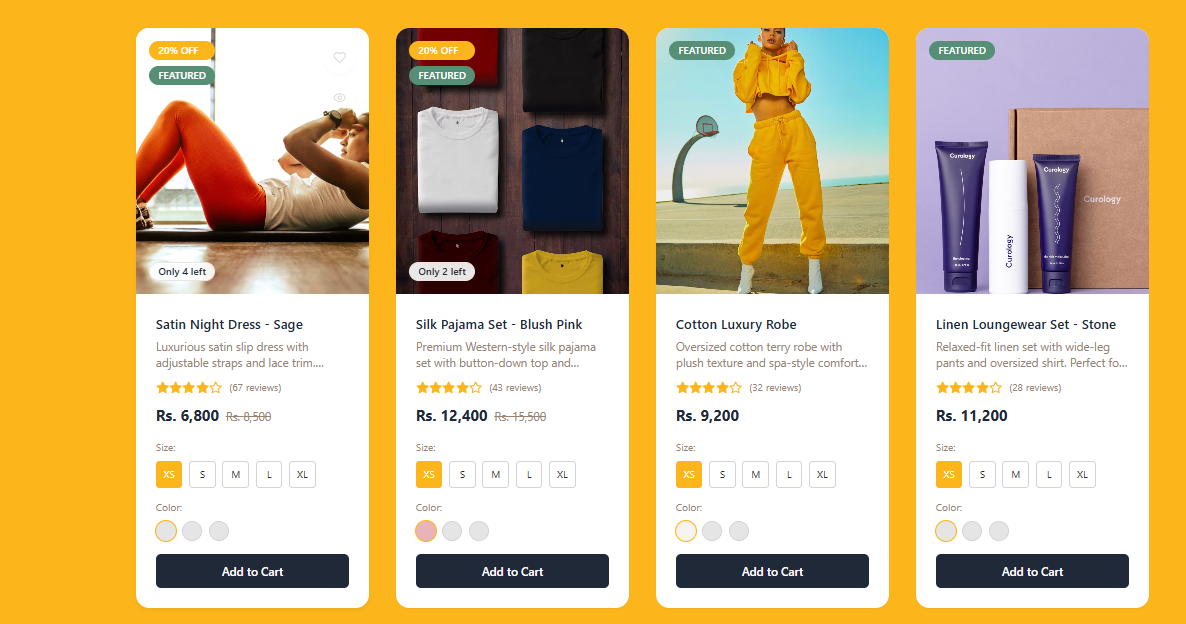 20% OFF
FEATURED
Only 4 left
Satin Night Dress - Sage
Luxurious satin slip dress with
adjustable straps and lace trim....
(67 reviews)
Rs. 6,800 Rs. 8,500
Size:
XS S M L XL
Color:
Add to Cart
20% OFF
FEATURED
Only 2 left
Silk Pajama Set - Blush Pink
Premium Western-style silk pajama
set with button-down top and...
(43 reviews)
Rs. 12,400 Rs. 15,500
Size:
XS S M L XL
Color:
Add to Cart
FEATURED
Cotton Luxury Robe
Oversized cotton terry robe with
plush texture and spa-style comfort...
(32 reviews)
Rs. 9,200
Size:
XS S M L XL
Color:
Add to Cart
FEATURED
Curology
Curology
Curology
Curology
Linen Loungewear Set - Stone
Relaxed-fit linen set with wide-leg
pants and oversized shirt. Perfect fo...
(28 reviews)
Rs. 11,200
Size:
XS S M L XL
Color:
Add to Cart